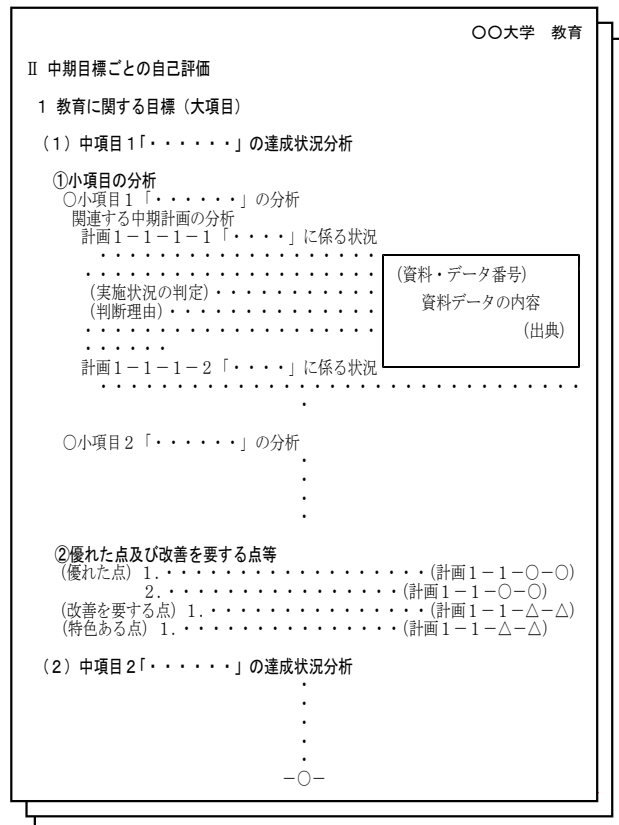 〇〇大学　教育
Ⅱ 中期目標ごとの自己評価
１ 教育に関する目標（大項目）
（１）中項目１「・・・・・・」の達成状況分析
①小項目の分析
○小項目１「・・・・・・」の分析
関連する中期計画の分析
計画１－１－１－１「・・・・」に係る状況
・・・・・・・・・・・・・・・・・・
・・・・・・・・・・・・・・・・・・・
(実施状況の判定)・・・・・・・・・・・
(判断理由)・・・・・・・・・・・・・・
・・・・・・・・・・・・・・・・・・・
・・・・・・
(資料・データ番号)
資料データの内容
(出典)
計画１－１－１－２「・・・・」に係る状況
・・・・・・・・・・・・・・・・・・・・・・・・・・・・・・・
・
○小項目２「・・・・・・」の分析
・
・
・
・
②優れた点及び改善を要する点等
(優れた点) １.・・・・・・・・・・・・・・・・・・(計画１－１－○－○)
２.・・・・・・・・・・・・・・・・(計画１－１－○－○)
(改善を要する点) １.・・・・・・・・・・・・・・・(計画１－１－△－△)
(特色ある点) １.・・・・・・・・・・・・・・・(計画１－１－△－△)
（２）中項目２「・・・・・・」の達成状況分析
・
・
・
・
・
－○－